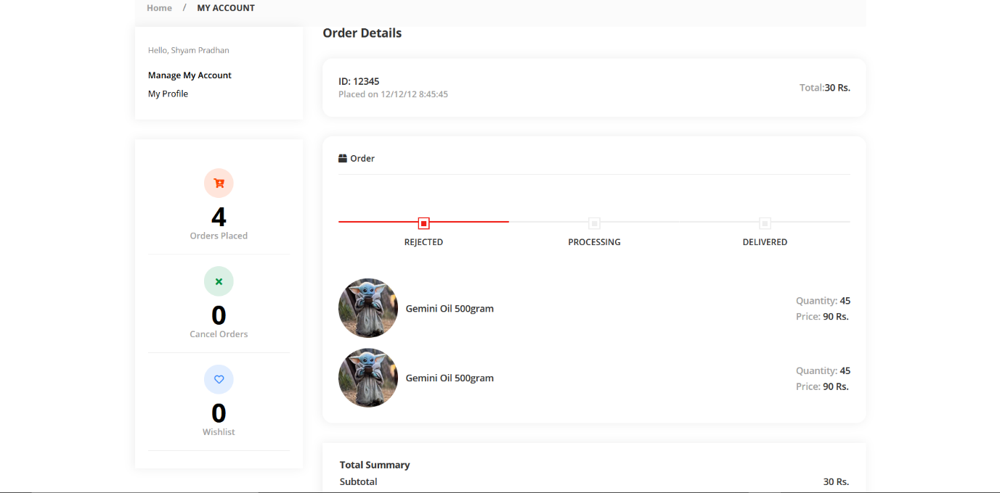 Home / MY ACCOUNT
Hello, Shyam Pradhan
Manage My Account
My Profile
4
Orders Placed
0
Cancel Orders
0
Wishlist
Order Details
ID: 12345
Placed on 12/12/12 8:45:45
Total:30 Rs.
Order
REJECTED PROCESSING DELIVERED
Gemini Oil 500gram
Quantity: 45
Price: 90 Rs.
Gemini Oil 500gram
Quantity: 45
Price: 90 Rs.
Total Summary
Subtotal 30 Rs.